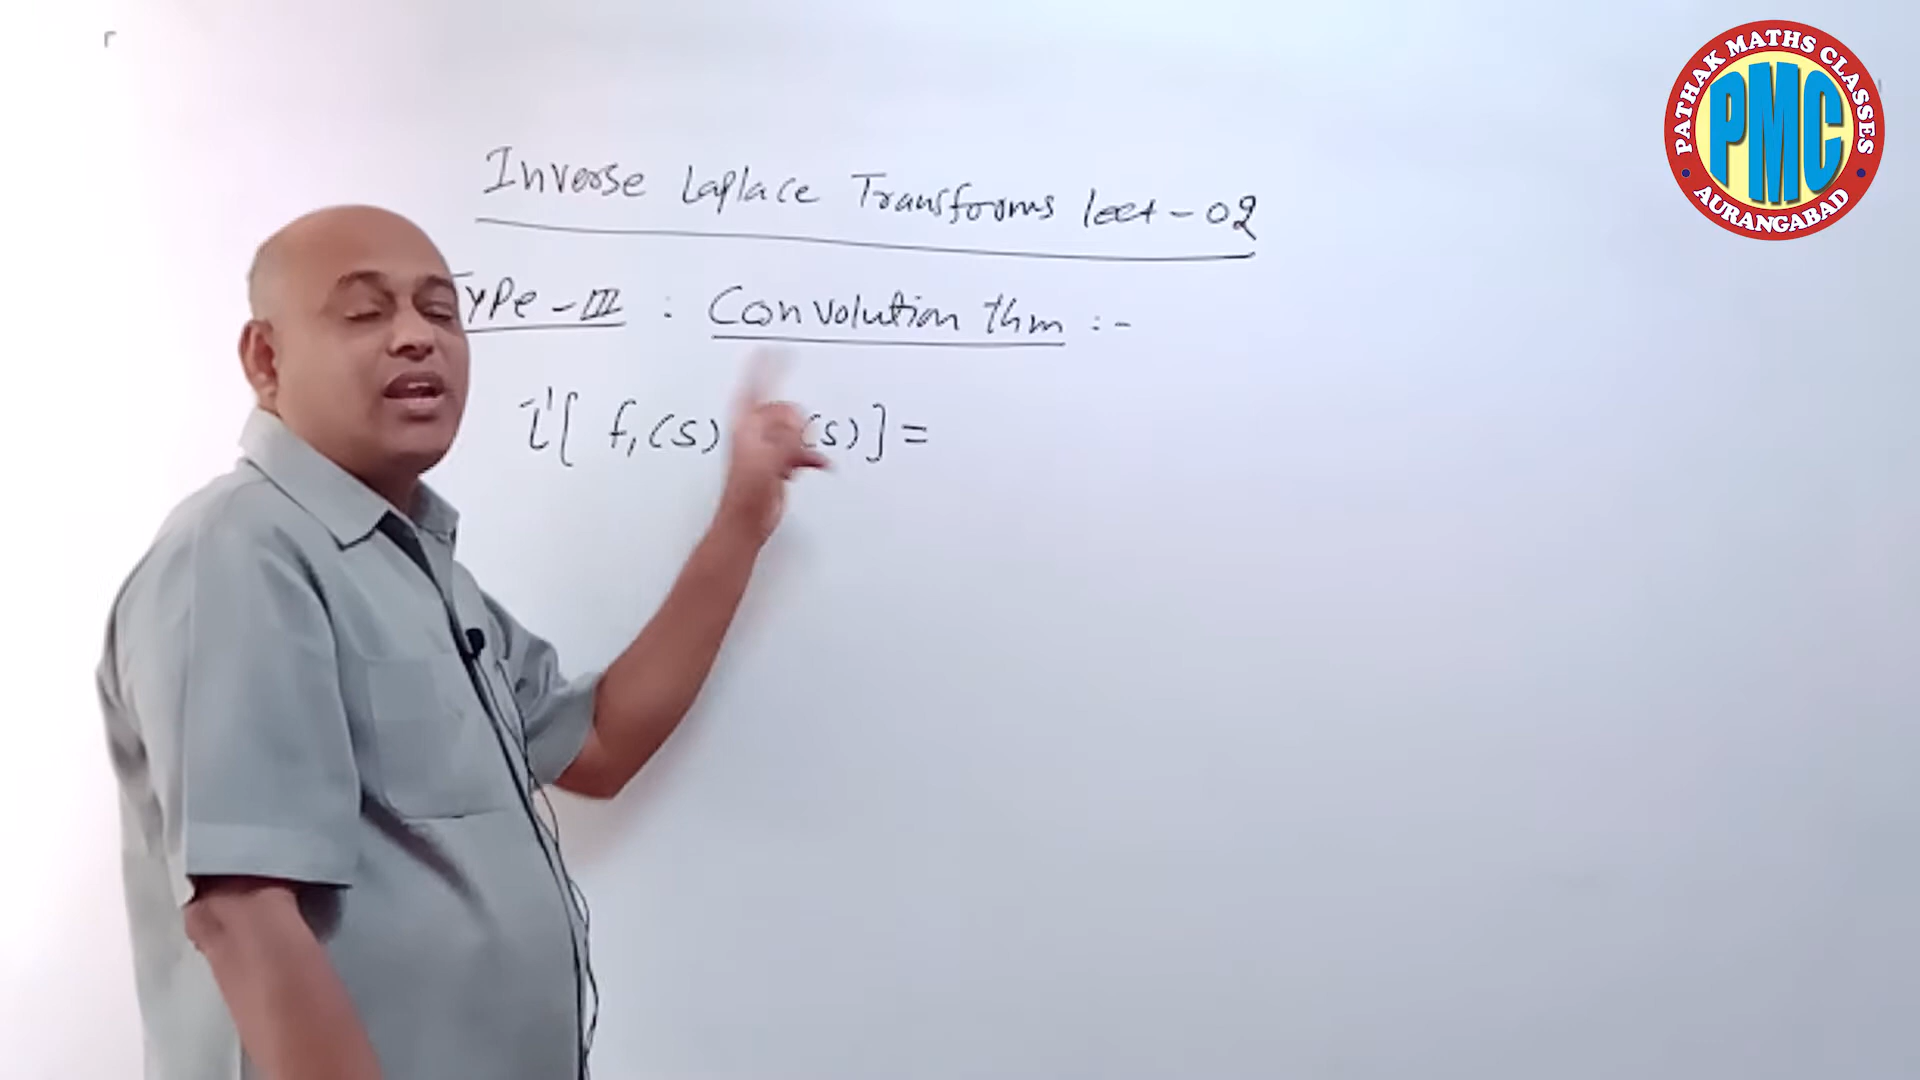 Inverse Laplace Transforms lect-02
Type-III : Convolution thm :-
L⁻¹[ f₁(s) (s) ] =
PATHAK MATHS CLASSES
PMC
AURANGABAD